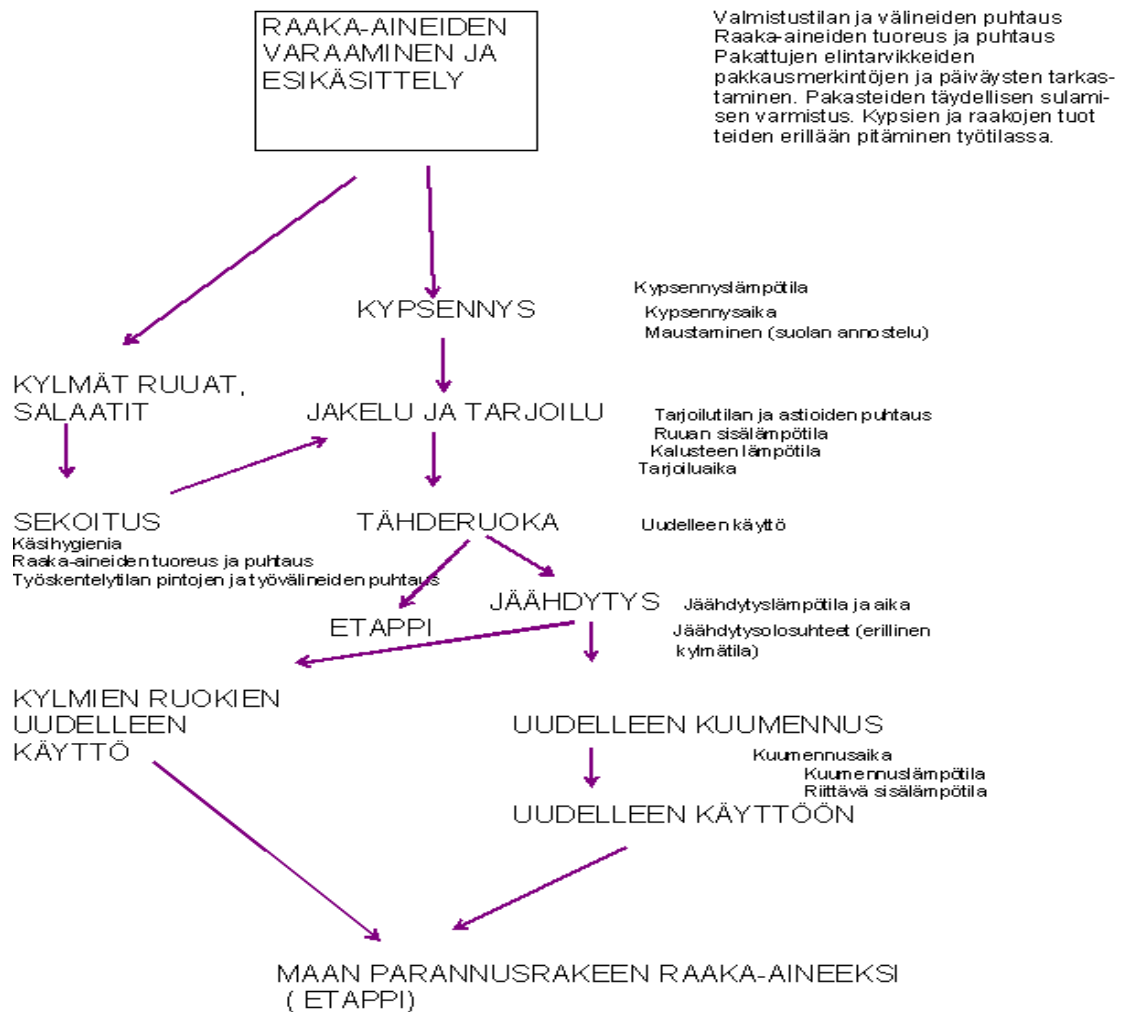 RAAKA-AINEIDEN
VARAAMINEN JA
ESIKÄSITTELY
Valmistustilan ja välineiden puhtaus
Raaka-aineiden tuoreus ja puhtaus
Pakattujen elintarvikkeiden
pakkausmerkintöjen ja päiväysten tarkas-
taminen. Pakasteiden täydellisen sulami-
sen varmistus. Kypsien ja raakojen tuot
teiden erillään pitäminen työtilassa.
KYPSENNYS
Kypsennyslämpötila
Kypsennysaika
Maustaminen (suolan annostelu)
KYLMÄT RUUAT,
SALAATIT
JAKELU JA TARJOILU
Tarjoilutilan ja astioiden puhtaus
Ruuan sisälämpötila
Kalusteen lämpötila
Tarjoiluaika
SEKOITUS
Käsihygienia
Raaka-aineiden tuoreus ja puhtaus
Työskentelytilan pintojen ja työvälineiden puhtaus
TÄHDERUOKA
Uudelleen käyttö
JÄÄHDYTYS
Jäähdytyslämpötila ja aika
Jäähdytysolosuhteet (erillinen
kylmätila)
ETAPPI
KYLMIEN RUOKIEN
UUDELLEEN
KÄYTTÖ
UUDELLEEN KUUMENNUS
Kuumennusaika
Kuumennuslämpötila
Riittävä sisälämpötila
UUDELLEEN KÄYTTÖÖN
MAAN PARANNUSRAKEEN RAAKA-AINEEKSI
( ETAPPI)